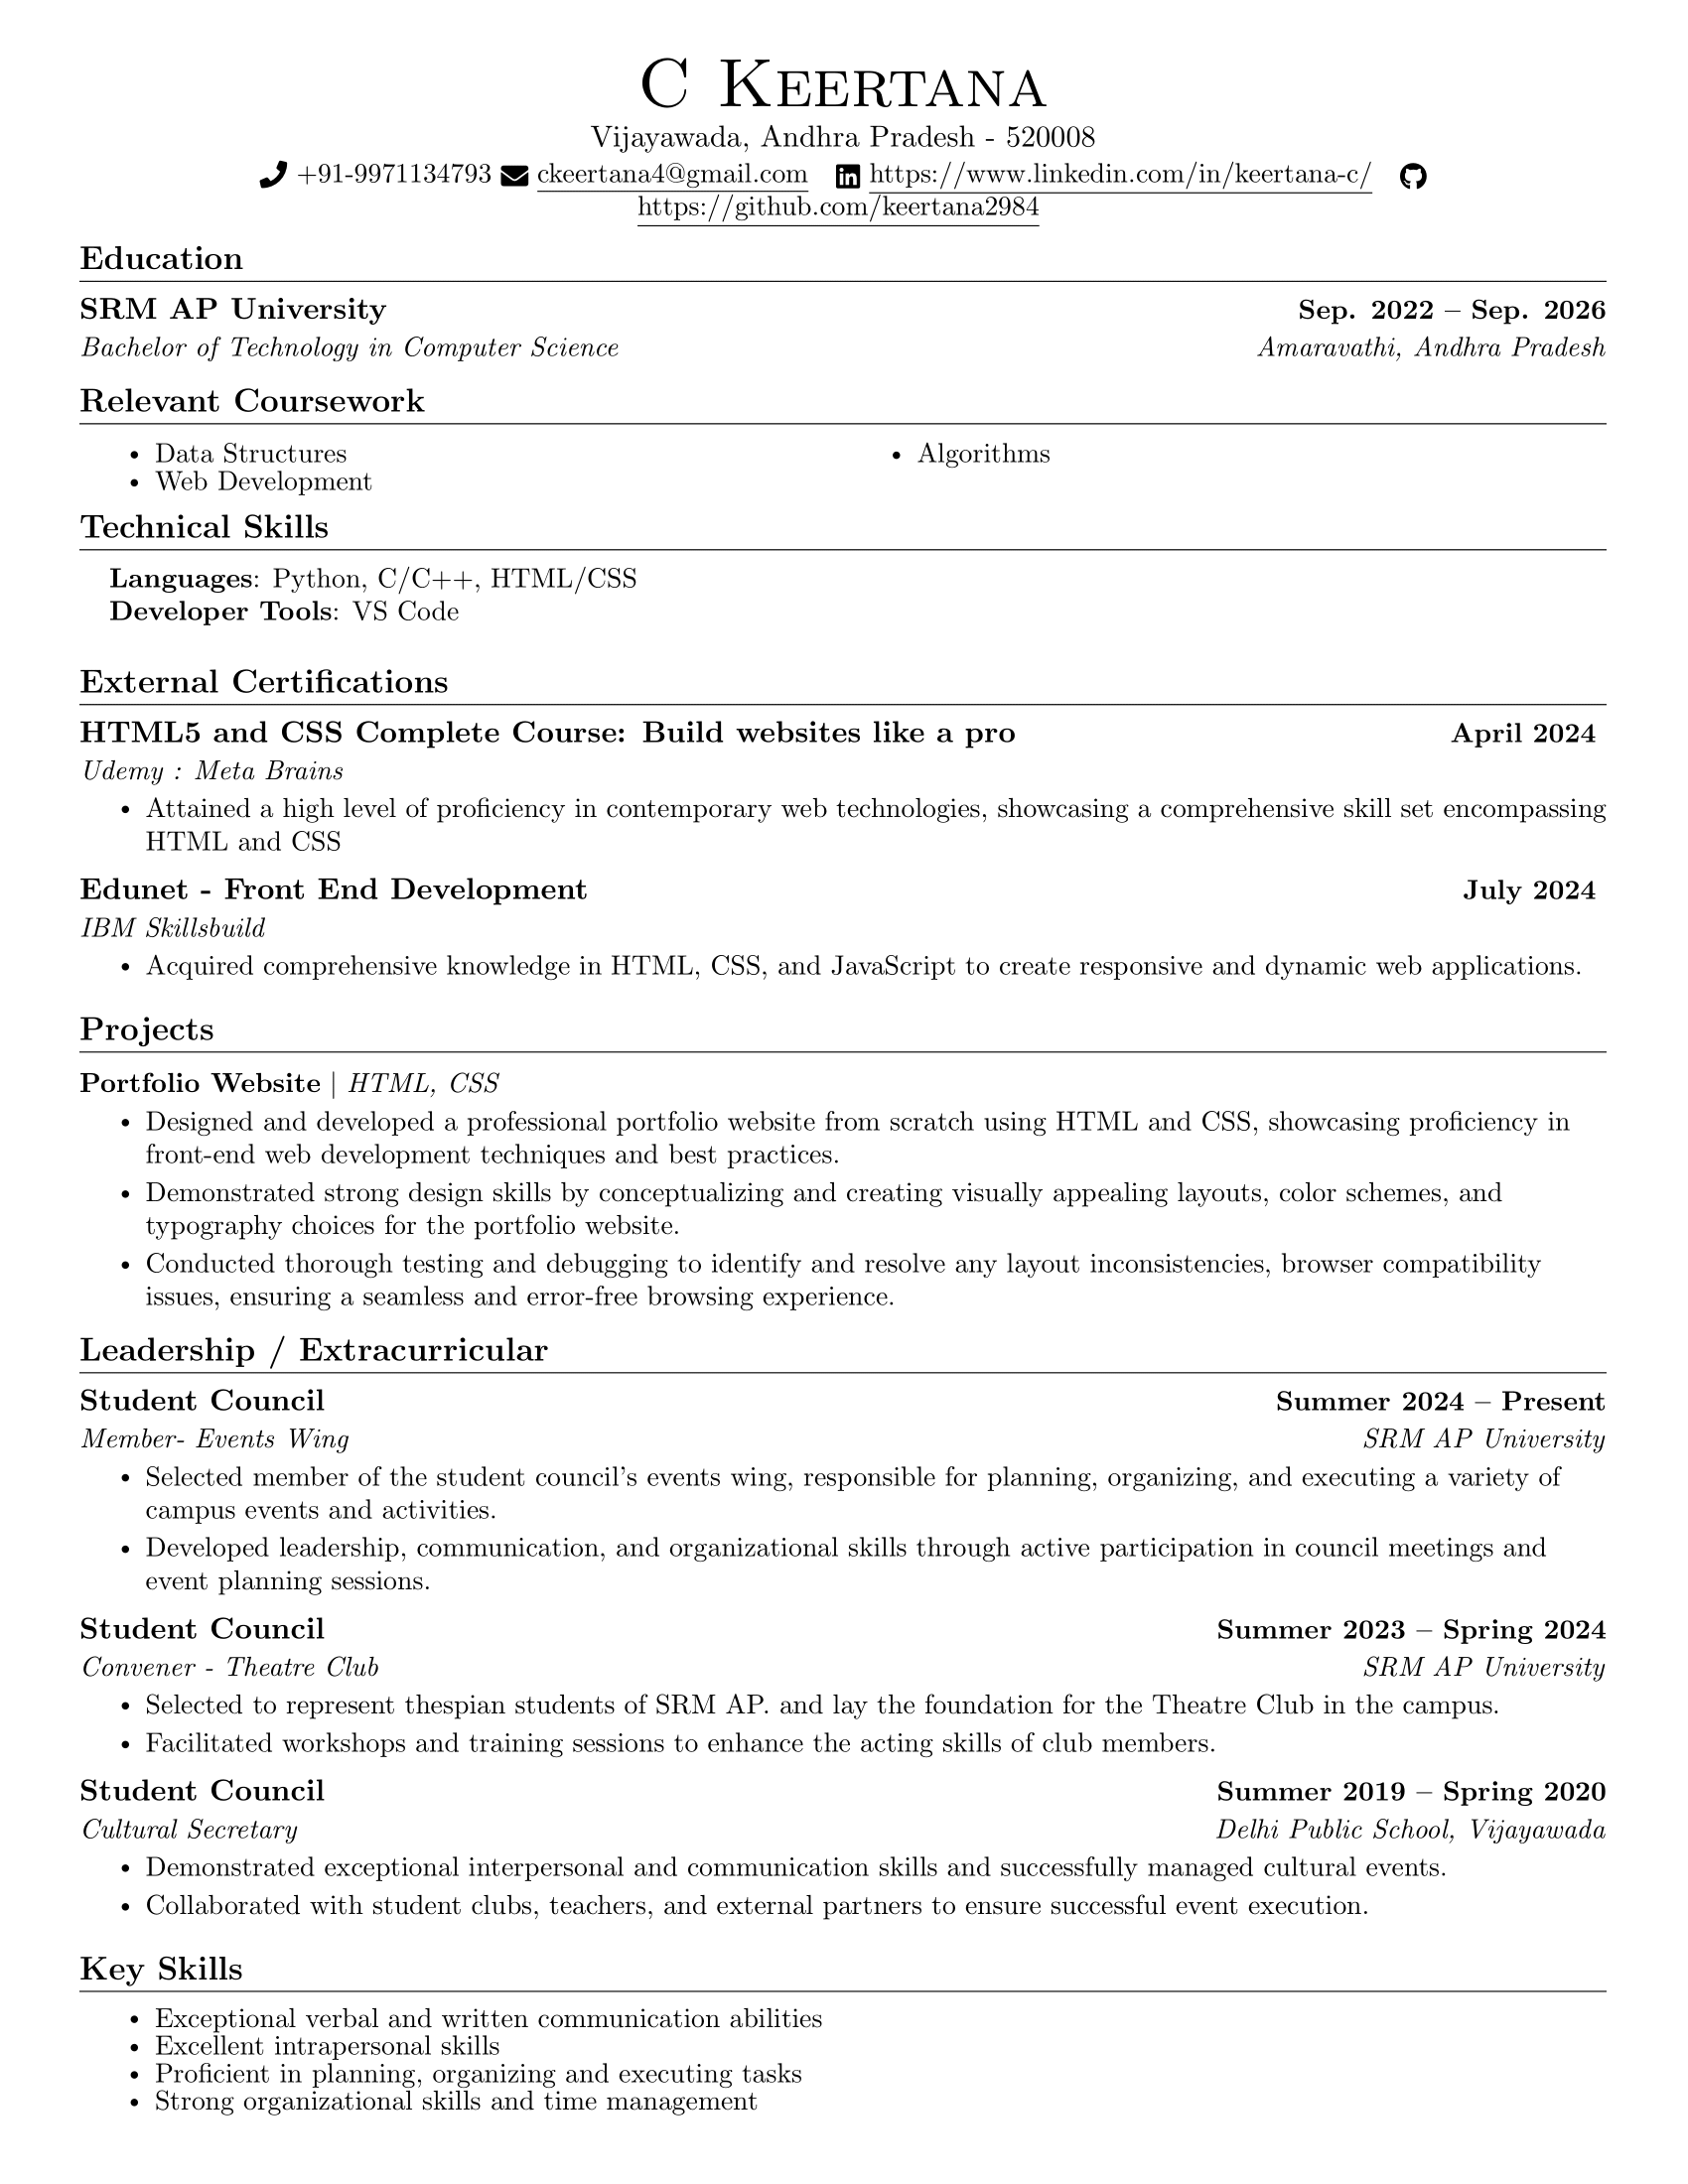 C Keertana
Vijayawada, Andhra Pradesh - 520008
+91-9971134793 ckeertana4@gmail.com https://www.linkedin.com/in/keertana-c/
https://github.com/keertana2984
Education
SRM AP University Sep. 2022 – Sep. 2026
Bachelor of Technology in Computer Science Amaravathi, Andhra Pradesh
Relevant Coursework
• Data Structures • Algorithms
• Web Development
Technical Skills
Languages: Python, C/C++, HTML/CSS
Developer Tools: VS Code
External Certifications
HTML5 and CSS Complete Course: Build websites like a pro April 2024
Udemy : Meta Brains
• Attained a high level of proficiency in contemporary web technologies, showcasing a comprehensive skill set encompassing
HTML and CSS
Edunet - Front End Development July 2024
IBM Skillsbuild
• Acquired comprehensive knowledge in HTML, CSS, and JavaScript to create responsive and dynamic web applications.
Projects
Portfolio Website | HTML, CSS
• Designed and developed a professional portfolio website from scratch using HTML and CSS, showcasing proficiency in
front-end web development techniques and best practices.
• Demonstrated strong design skills by conceptualizing and creating visually appealing layouts, color schemes, and
typography choices for the portfolio website.
• Conducted thorough testing and debugging to identify and resolve any layout inconsistencies, browser compatibility
issues, ensuring a seamless and error-free browsing experience.
Leadership / Extracurricular
Student Council Summer 2024 – Present
Member- Events Wing SRM AP University
• Selected member of the student council's events wing, responsible for planning, organizing, and executing a variety of
campus events and activities.
• Developed leadership, communication, and organizational skills through active participation in council meetings and
event planning sessions.
Student Council Summer 2023 – Spring 2024
Convener - Theatre Club SRM AP University
• Selected to represent thespian students of SRM AP. and lay the foundation for the Theatre Club in the campus.
• Facilitated workshops and training sessions to enhance the acting skills of club members.
Student Council Summer 2019 – Spring 2020
Cultural Secretary Delhi Public School, Vijayawada
• Demonstrated exceptional interpersonal and communication skills and successfully managed cultural events.
• Collaborated with student clubs, teachers, and external partners to ensure successful event execution.
Key Skills
• Exceptional verbal and written communication abilities
• Excellent intrapersonal skills
• Proficient in planning, organizing and executing tasks
• Strong organizational skills and time management